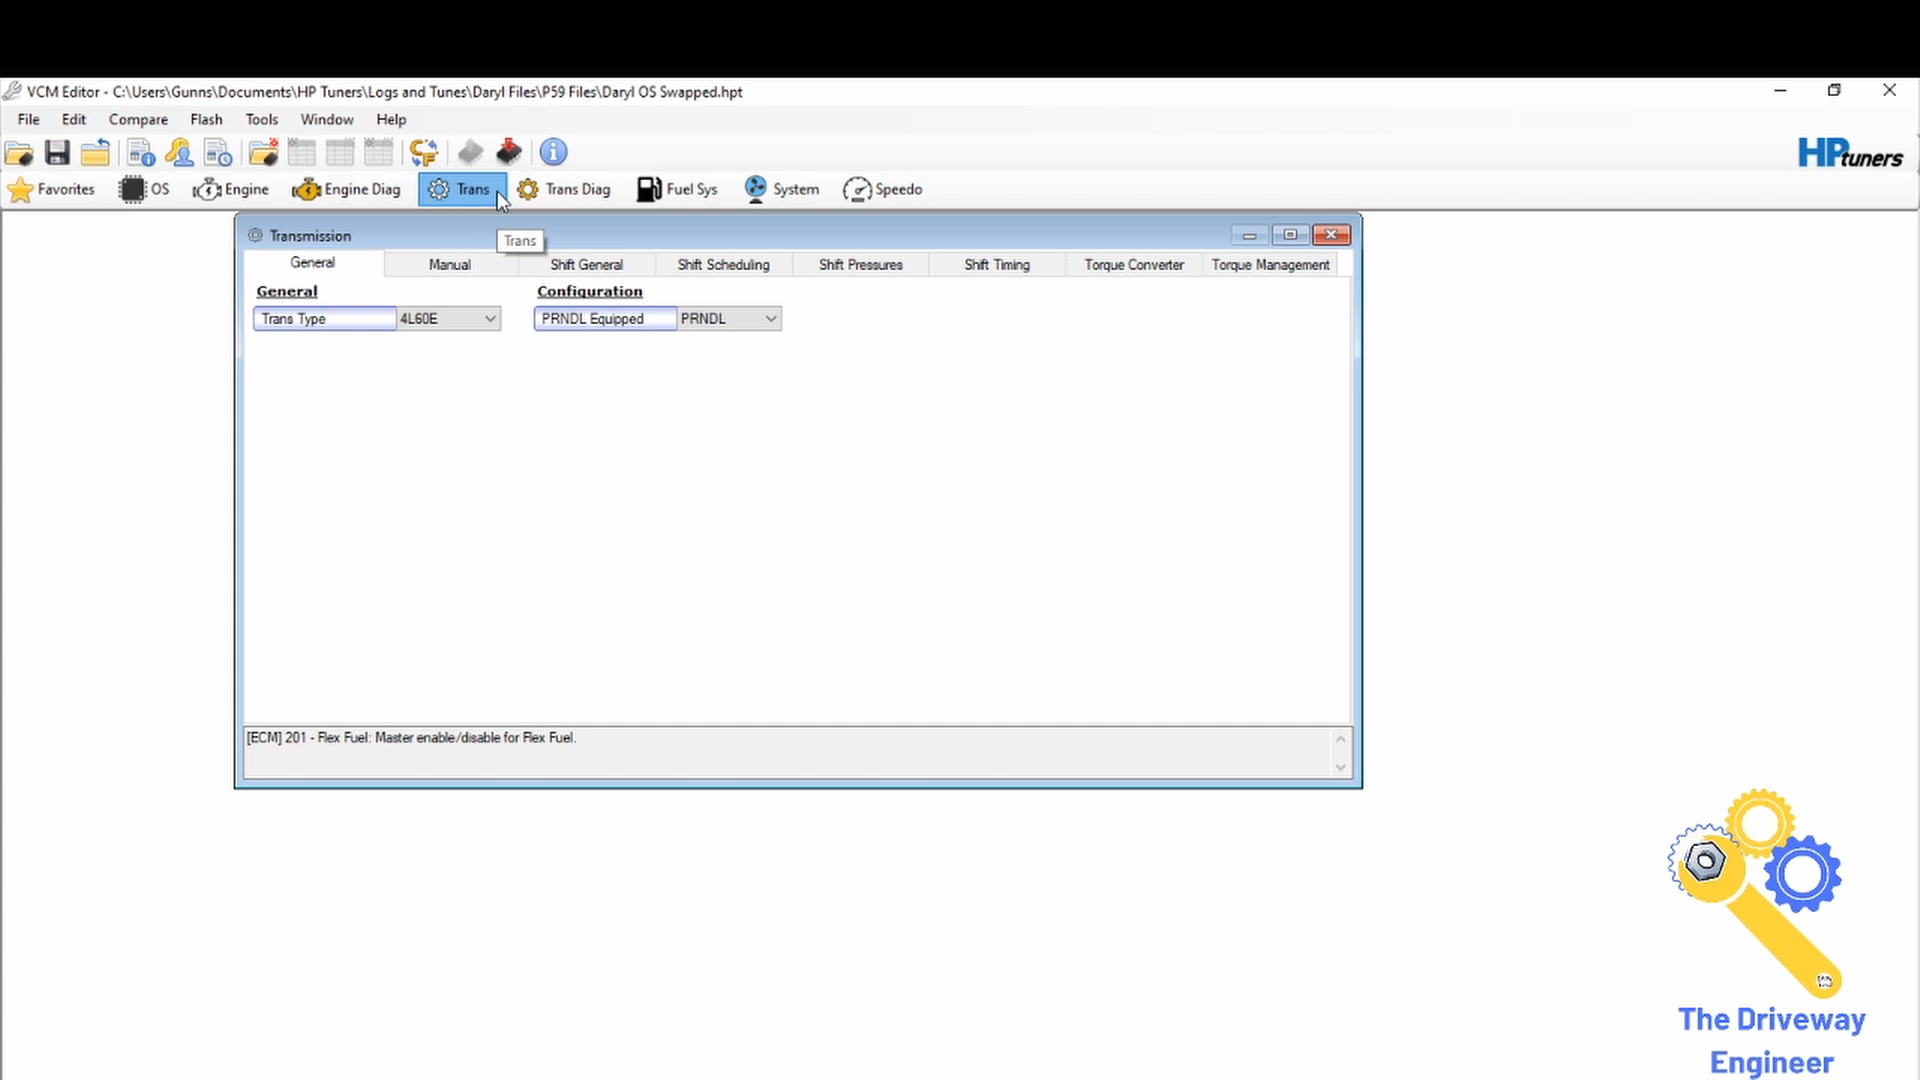 VCM Editor - C:\Users\Gunns\Documents\HP Tuners\Logs and Tunes\Daryl Files\P59 Files\Daryl OS Swapped.hpt
File Edit Compare Flash Tools Window Help
HP tuners
Favorites OS Engine Engine Diag Trans Trans Diag Fuel Sys System Speedo
Transmission
Trans
General Manual Shift General Shift Scheduling Shift Pressures Shift Timing Torque Converter Torque Management
General Configuration
Trans Type 4L60E PRNDL Equipped PRNDL
[ECM] 201 - Flex Fuel: Master enable/disable for Flex Fuel.
The Driveway
Engineer